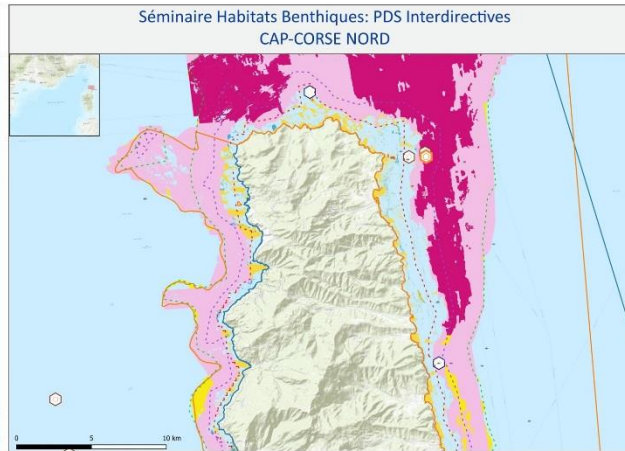 Séminaire Habitats Benthiques: PDS Interdirectives
CAP-CORSE NORD
0 5 10 km